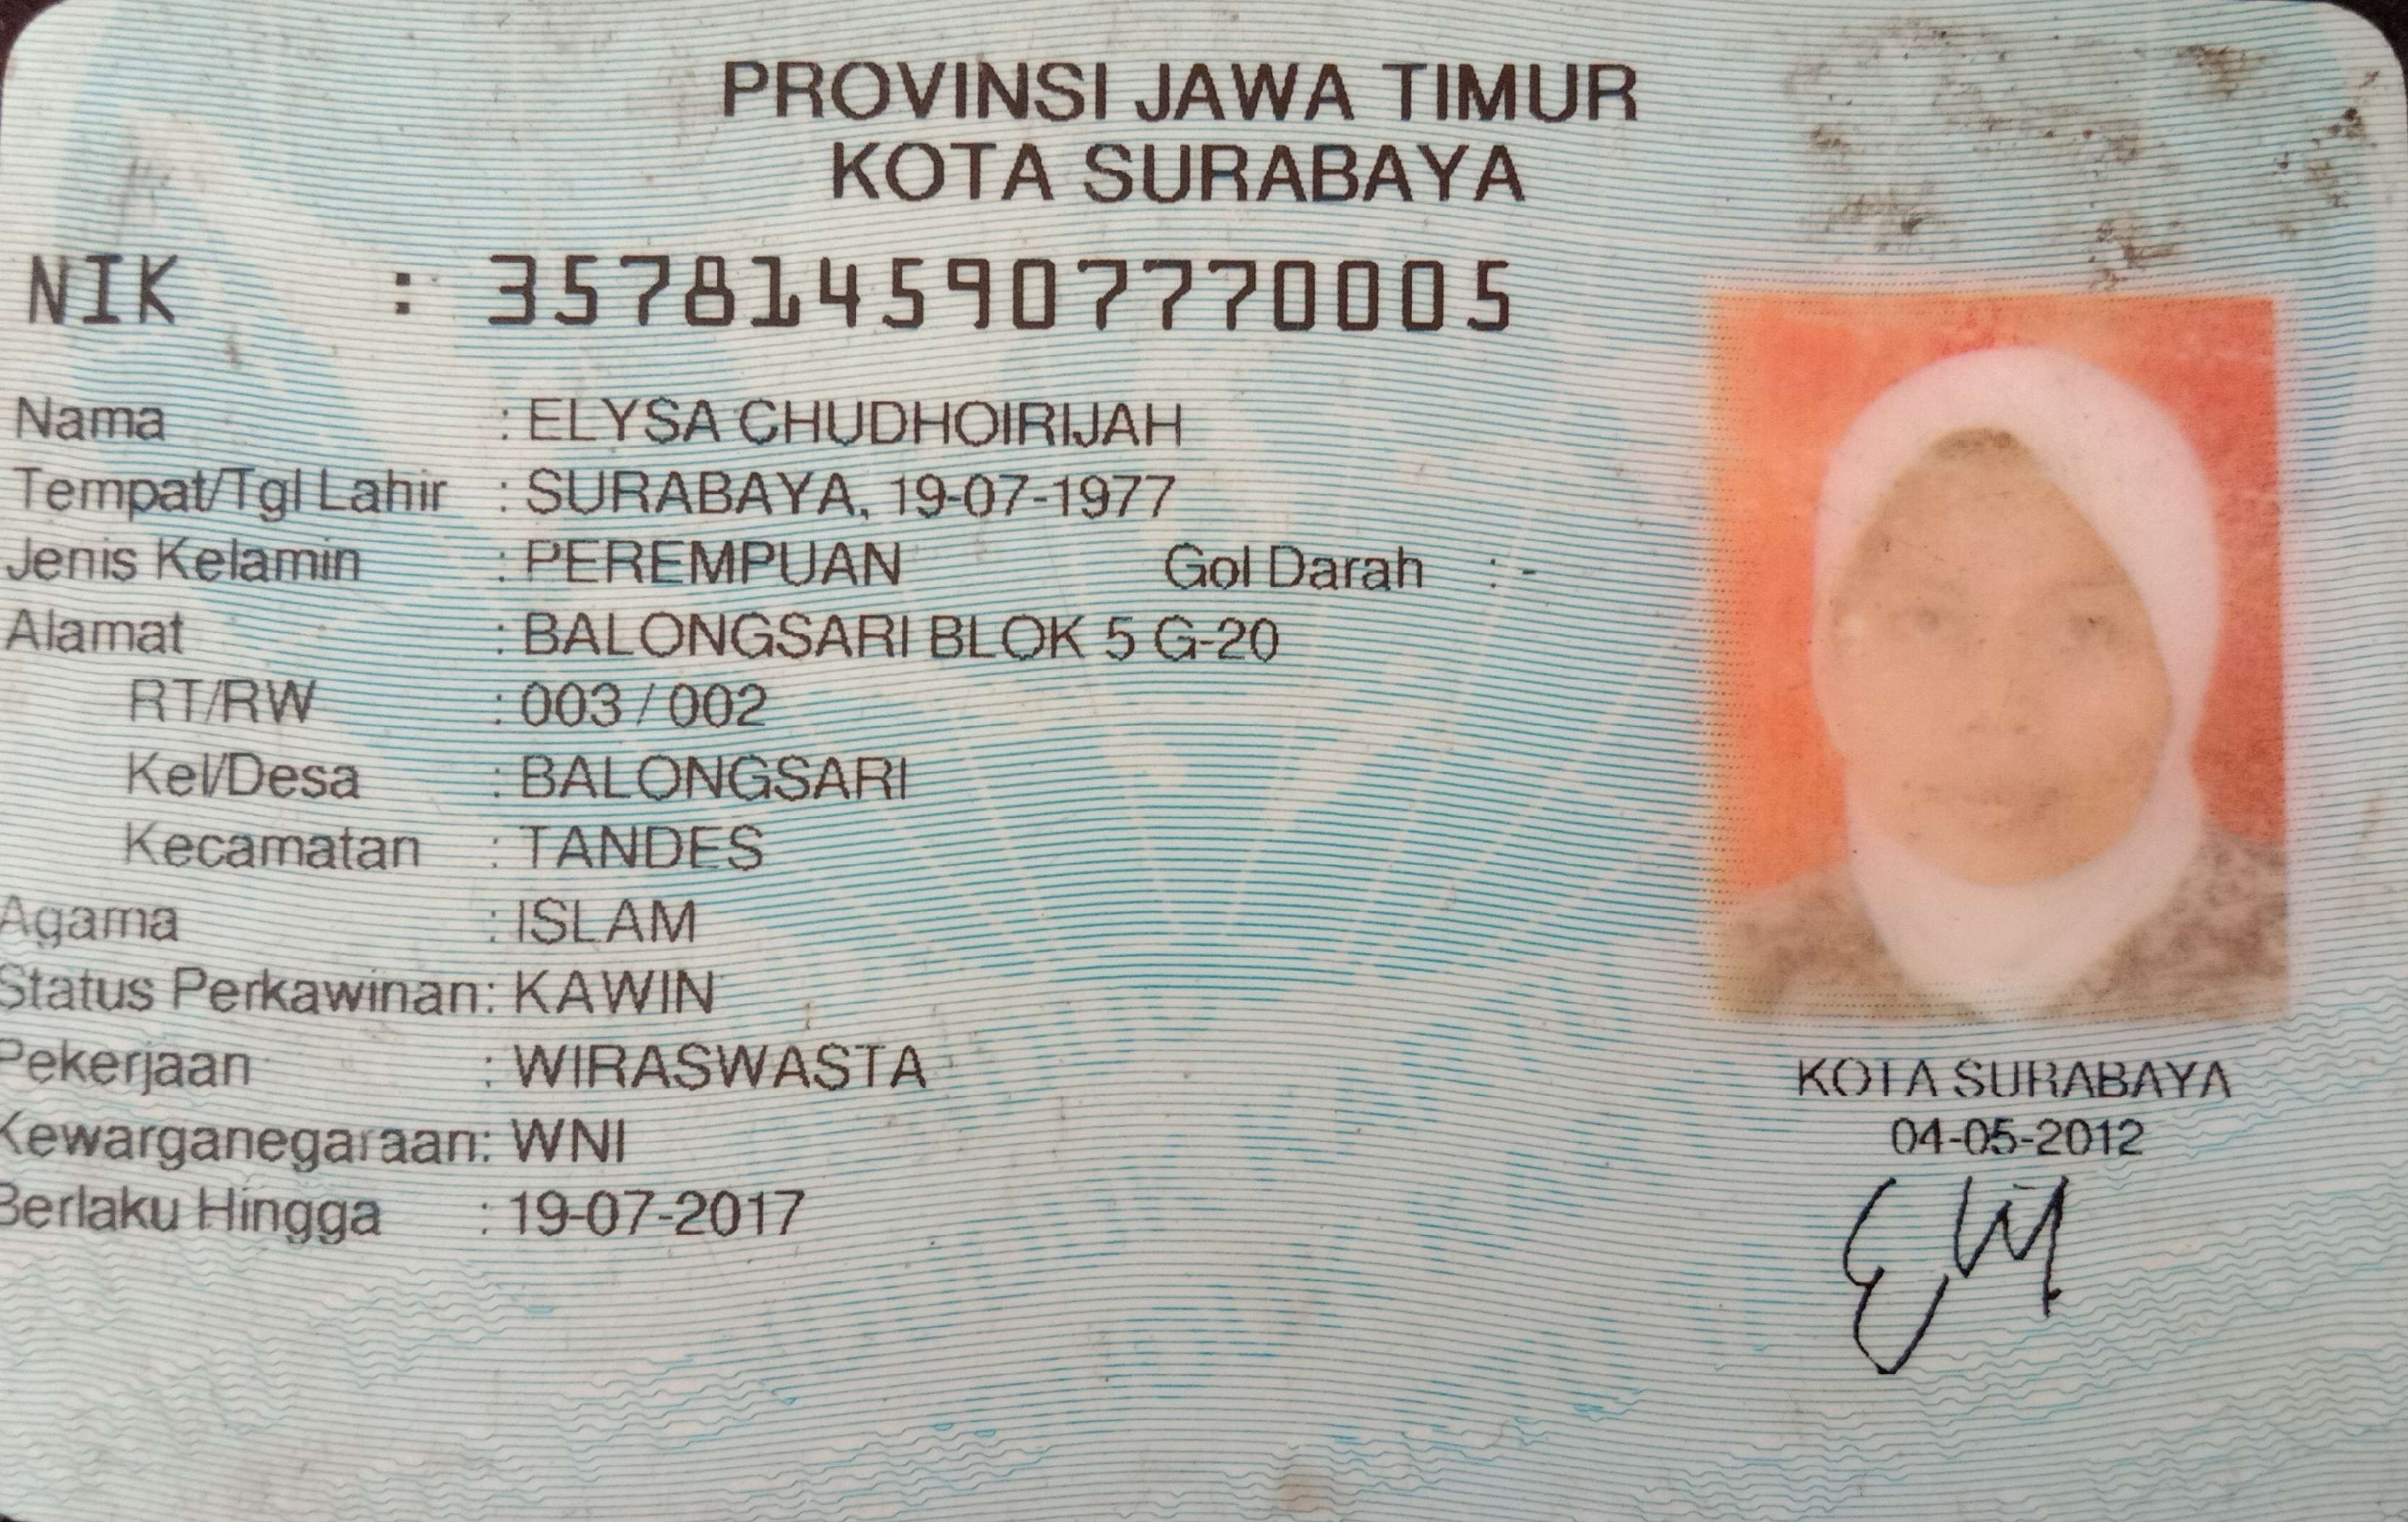 PROVINSI JAWA TIMUR
KOTA SURABAYA
NIK : 3578145907770005
Nama : ELYSA CHUDHOIRIJAH
Tempat/Tgl Lahir : SURABAYA, 19-07-1977
Jenis Kelamin : PEREMPUAN Gol Darah : -
Alamat : BALONGSARI BLOK 5 G-20
RT/RW : 003 / 002
Kel/Desa : BALONGSARI
Kecamatan : TANDES
Agama : ISLAM
Status Perkawinan: KAWIN
Pekerjaan : WIRASWASTA
Kewarganegaraan: WNI
Berlaku Hingga : 19-07-2017
KOTA SURABAYA
04-05-2012